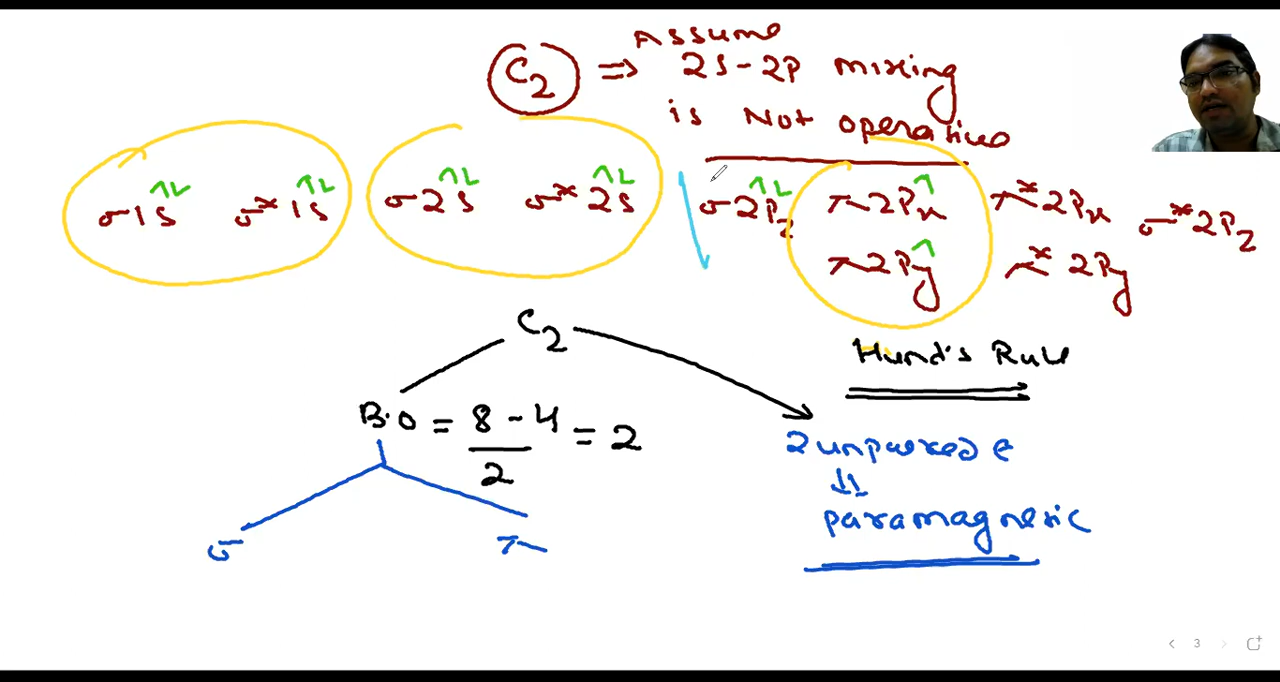 C2 ⇒ Assume
2s-2p mixing
is Not operative
σ1s σ*1s σ2s σ*2s σ2pz π2px π*2px σ*2pz
π2py π*2py
C2
Hund's Rule
B.O = 8-4 = 2
2
2 unpaired e
⇓
paramagnetic
σ π
3